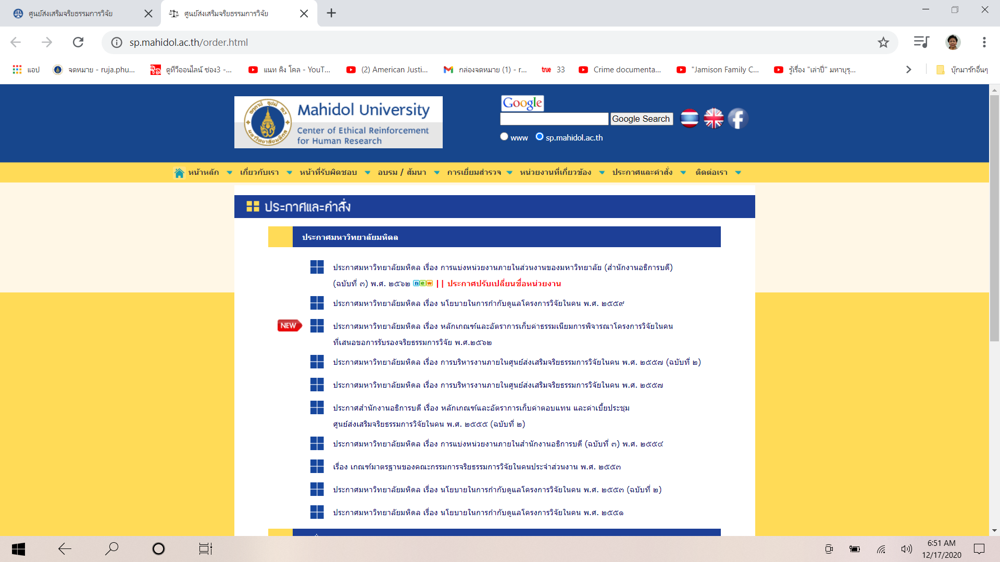 ศูนย์ส่งเสริมจริยธรรมการวิจัย
ศูนย์ส่งเสริมจริยธรรมการวิจัย
sp.mahidol.ac.th/order.html
แอป
จดหมาย - ruja.phu...
ดูทีวีออนไลน์ ช่อง3 -...
แนท คิง โคล - YouT...
(2) American Justi...
กล่องจดหมาย (1) - r...
true 33
Crime documenta...
"Jamison Family C...
รู้เรื่อง "เล่าปี่" มหาบุรุ...
บุ๊กมาร์กอื่นๆ
Mahidol University
Center of Ethical Reinforcement
for Human Research
Google
Google Search
www
sp.mahidol.ac.th
หน้าหลัก
เกี่ยวกับเรา
หน้าที่รับผิดชอบ
อบรม / สัมนา
การเยี่ยมสำรวจ
หน่วยงานที่เกี่ยวข้อง
ประกาศและคำสั่ง
ติดต่อเรา
ประกาศและคำสั่ง
ประกาศมหาวิทยาลัยมหิดล
ประกาศมหาวิทยาลัยมหิดล เรื่อง การแบ่งหน่วยงานภายในส่วนงานของมหาวิทยาลัย (สำนักงานอธิการบดี)
(ฉบับที่ ๓) พ.ศ. ๒๕๖๒ new || ประกาศปรับเปลี่ยนชื่อหน่วยงาน
ประกาศมหาวิทยาลัยมหิดล เรื่อง นโยบายในการกำกับดูแลโครงการวิจัยในคน พ.ศ. ๒๕๕๙
NEW ประกาศมหาวิทยาลัยมหิดล เรื่อง หลักเกณฑ์และอัตราการเก็บค่าธรรมเนียมการพิจารณาโครงการวิจัยในคน
ที่เสนอขอการรับรองจริยธรรมการวิจัย พ.ศ.๒๕๖๒
ประกาศมหาวิทยาลัยมหิดล เรื่อง การบริหารงานภายในศูนย์ส่งเสริมจริยธรรมการวิจัยในคน พ.ศ. ๒๕๕๗ (ฉบับที่ ๒)
ประกาศมหาวิทยาลัยมหิดล เรื่อง การบริหารงานภายในศูนย์ส่งเสริมจริยธรรมการวิจัยในคน พ.ศ. ๒๕๕๗
ประกาศสำนักงานอธิการบดี เรื่อง หลักเกณฑ์และอัตราการเก็บค่าตอบแทน และค่าเบี้ยประชุม
ศูนย์ส่งเสริมจริยธรรมการวิจัยในคน พ.ศ. ๒๕๕๕ (ฉบับที่ ๒)
ประกาศมหาวิทยาลัยมหิดล เรื่อง การแบ่งหน่วยงานภายในสำนักงานอธิการบดี (ฉบับที่ ๓) พ.ศ. ๒๕๕๔
เรื่อง เกณฑ์มาตรฐานของคณะกรรมการจริยธรรมการวิจัยในคนประจำส่วนงาน พ.ศ. ๒๕๕๓
ประกาศมหาวิทยาลัยมหิดล เรื่อง นโยบายในการกำกับดูแลโครงการวิจัยในคน พ.ศ. ๒๕๕๓ (ฉบับที่ ๒)
ประกาศมหาวิทยาลัยมหิดล เรื่อง นโยบายในการกำกับดูแลโครงการวิจัยในคน พ.ศ. ๒๕๕๑
6:51 AM
12/17/2020